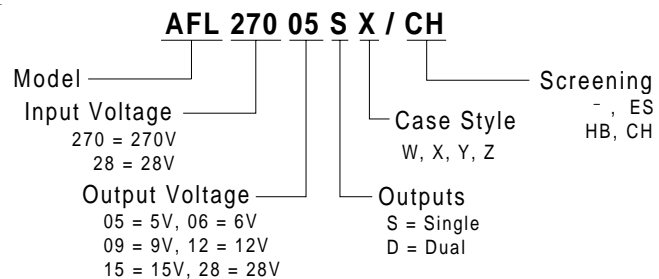 AFL 270 05 S X / CH
Model
Input Voltage
270 = 270V
28 = 28V
Output Voltage
05 = 5V, 06 = 6V
09 = 9V, 12 = 12V
15 = 15V, 28 = 28V
Outputs
S = Single
D = Dual
Case Style
W, X, Y, Z
Screening
– , ES
HB, CH